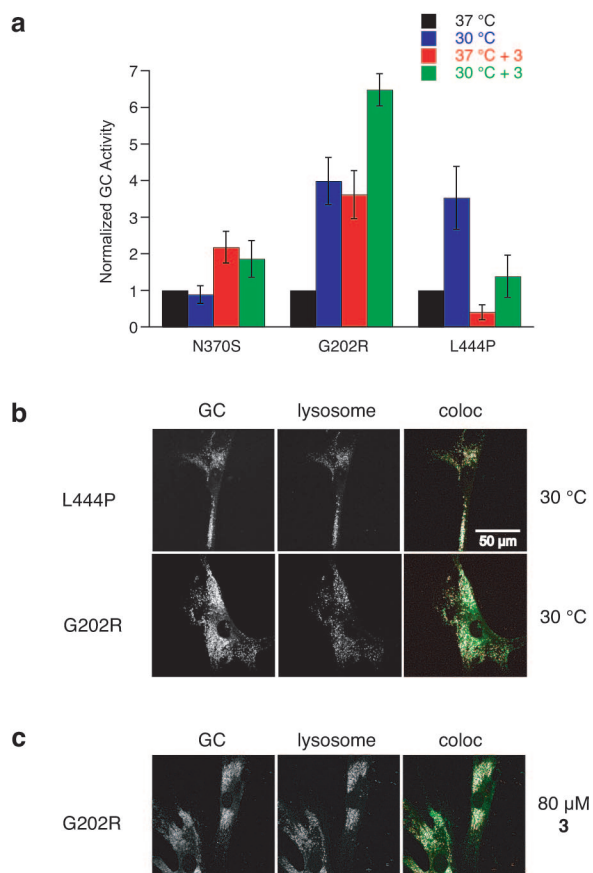 a
37 °C
30 °C
37 °C + 3
30 °C + 3
Normalized GC Activity
7
6
5
4
3
2
1
0
N370S
G202R
L444P
b
GC
lysosome
coloc
L444P
30 °C
50 µm
G202R
30 °C
c
GC
lysosome
coloc
G202R
80 µM
3